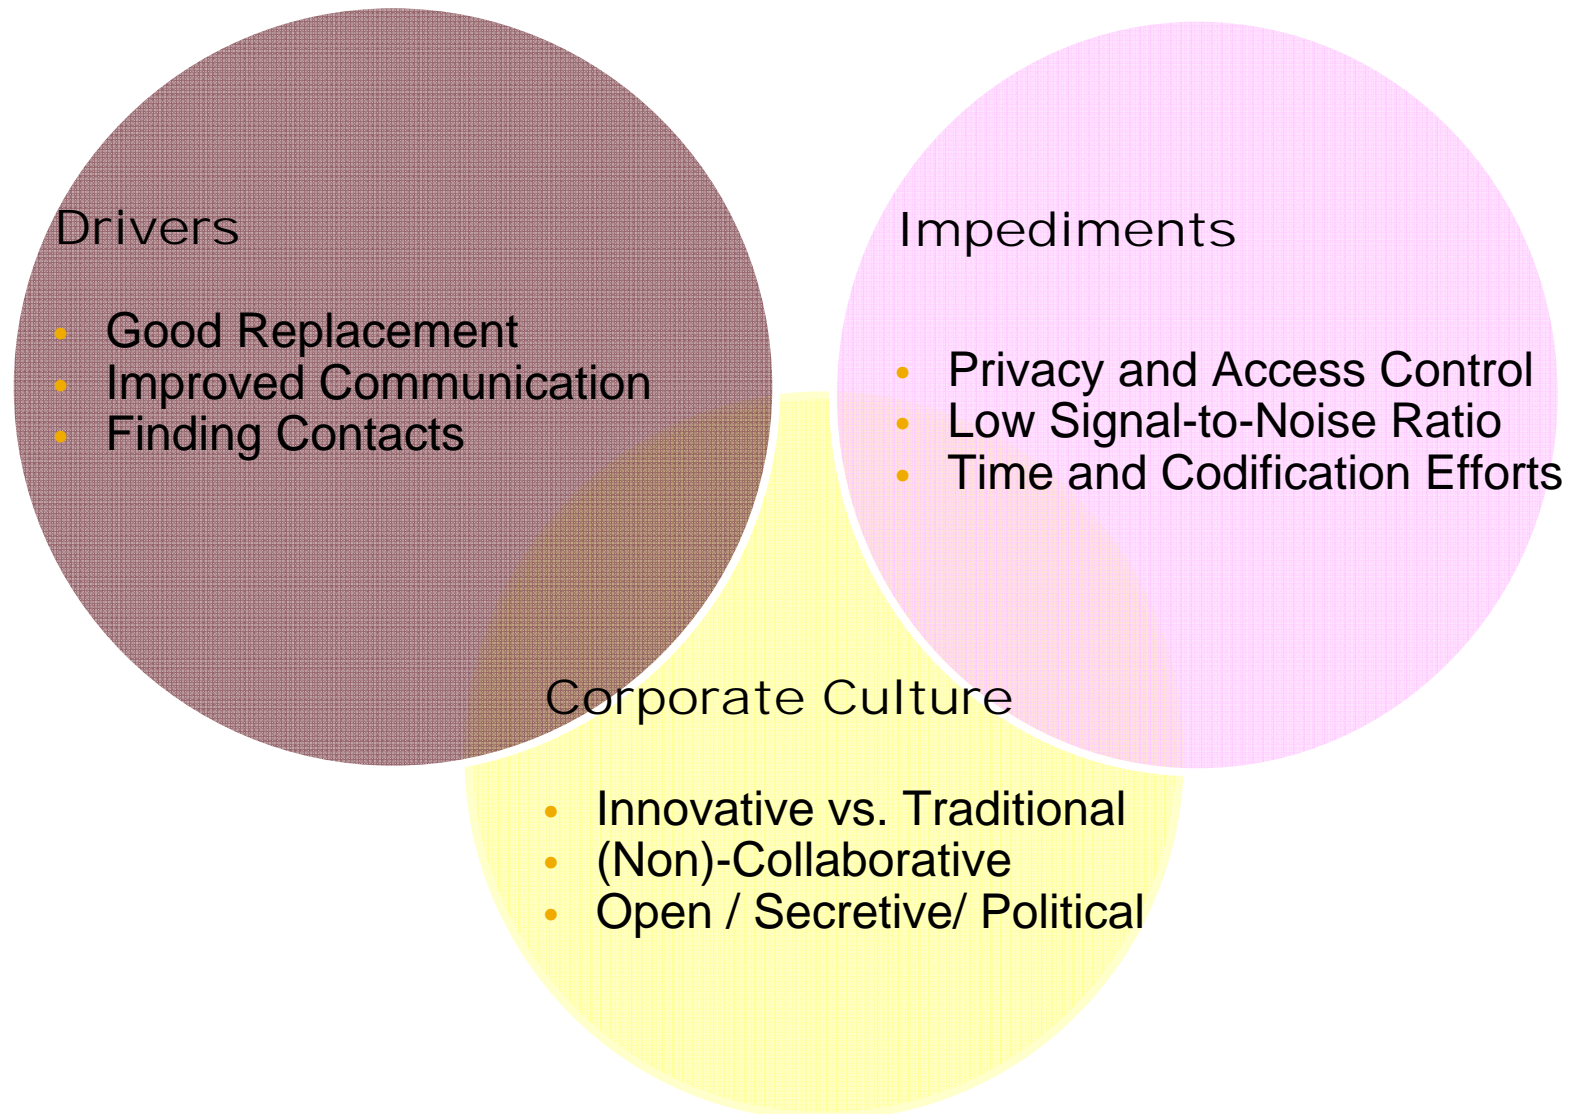 Drivers
• Good Replacement
• Improved Communication
• Finding Contacts
Impediments
• Privacy and Access Control
• Low Signal-to-Noise Ratio
• Time and Codification Efforts
Corporate Culture
• Innovative vs. Traditional
• (Non)-Collaborative
• Open / Secretive/ Political